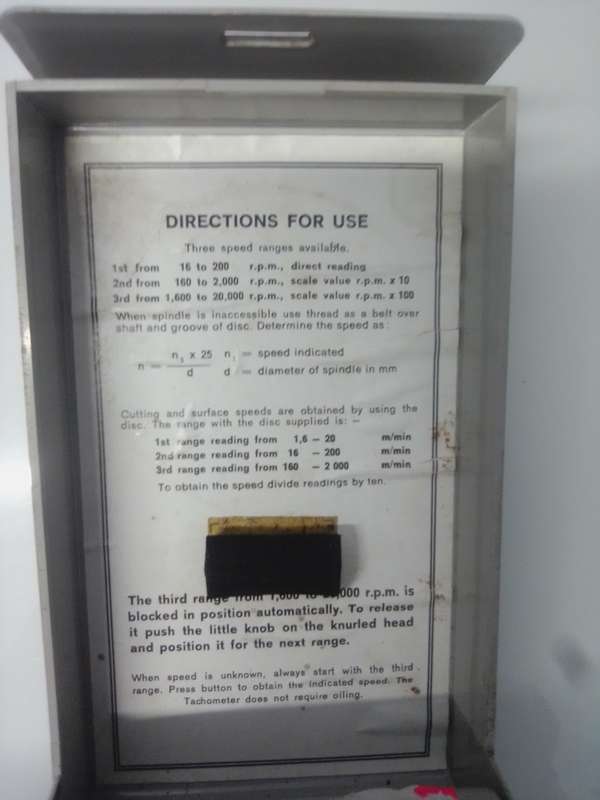 DIRECTIONS FOR USE
Three speed ranges available.
1st from 16 to 200 r.p.m., direct reading
2nd from 160 to 2,000 r.p.m., scale value r.p.m. x 10
3rd from 1,600 to 20,000 r.p.m., scale value r.p.m. x 100
When spindle is inaccessible use thread as a belt over
shaft and groove of disc. Determine the speed as:
n = n₁ x 25 / d n₁ = speed indicated
d = diameter of spindle in mm
Cutting and surface speeds are obtained by using the
disc. The range with the disc supplied is: —
1st range reading from 1,6 – 20 m/min
2nd range reading from 16 – 200 m/min
3rd range reading from 160 – 2 000 m/min
To obtain the speed divide readings by ten.
The third range from 1,600 to 000 r.p.m. is
blocked in position automatically. To release
it push the little knob on the knurled head
and position it for the next range.
When speed is unknown, always start with the third
range. Press button to obtain the indicated speed. The
Tachometer does not require oiling.